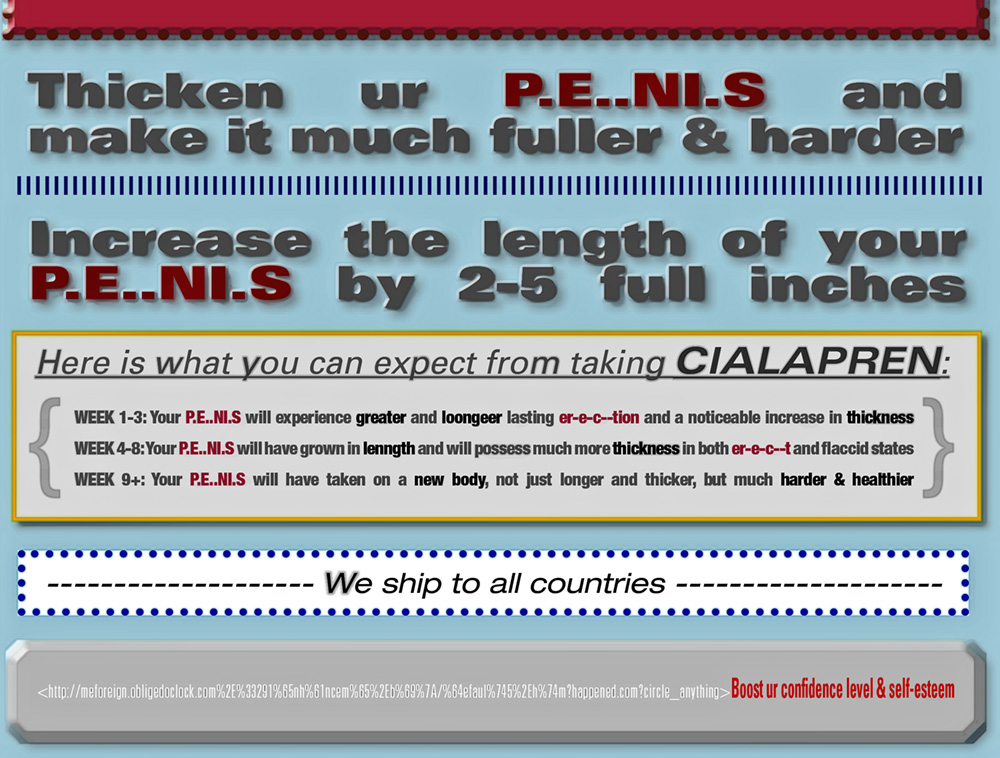 Thicken ur P.E..NI.S and
make it much fuller & harder
Increase the length of your
P.E..NI.S by 2-5 full inches
Here is what you can expect from taking CIALAPREN:
WEEK 1-3: Your P.E..NI.S will experience greater and loongeer lasting er-e-c--tion and a noticeable increase in thickness
WEEK 4-8: Your P.E..NI.S will have grown in lenngth and will possess much more thickness in both er-e-c--t and flaccid states
WEEK 9+: Your P.E..NI.S will have taken on a new body, not just longer and thicker, but much harder & healthier
-------------------- We ship to all countries --------------------
<http://meforeign.obligedoclock.com%2E%33291%65nh%61ncem%65%2Eb%69%7A/%64efaul%745%2Eh%74m?happened.com?circle_anything>Boost ur confidence level & self-esteem